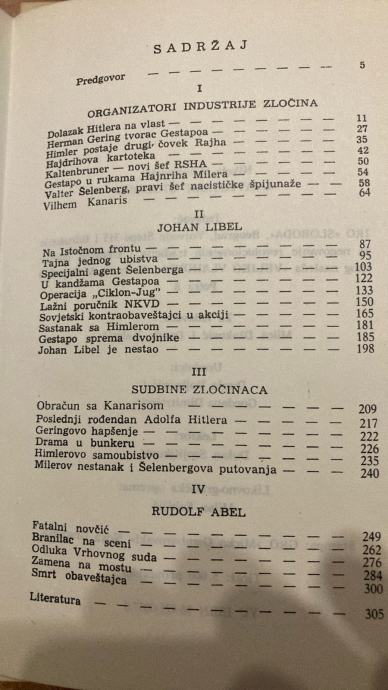 SADRŽAJ
Predgovor — — — — — — — — — 5
I
ORGANIZATORI INDUSTRIJE ZLOČINA
Dolazak Hitlera na vlast — — — — — — — 11
Herman Gering tvorac Gestapoa — — — — — 27
Himler postaje drugi čovek Rajha — — — — 35
Hajdrihova kartoteka — — — — — — — 42
Kaltenbruner — novi šef RSHA — — — — — 50
Gestapo u rukama Hajnriha Milera — — — — 54
Valter Šelenberg, pravi šef nacističke špijunaže — — 58
Vilhem Kanaris — — — — — — — — 64
II
JOHAN LIBEL
Na Istočnom frontu — — — — — — — 87
Tajna jednog ubistva — — — — — — — 95
Specijalni agent Šelenberga — — — — — — 103
U kandžama Gestapoa — — — — — — — 122
Operacija „Ciklon-Jug" — — — — — — — 133
Lažni poručnik NKVD — — — — — — — 150
Sovjetski kontraobaveštajci u akciji — — — — 165
Sastanak sa Himlerom — — — — — — — 181
Gestapo sprema dvojnike — — — — — — 185
Johan Libel je nestao — — — — — — — 198
III
SUDBINE ZLOČINACA
Obračun sa Kanarisom — — — — — — — 209
Poslednji rođendan Adolfa Hitlera — — — — 217
Geringovo hapšenje — — — — — — — 222
Drama u bunkeru — — — — — — — — 226
Himlerovo samoubistvo — — — — — — — 235
Milerov nestanak i Šelenbergova putovanja — — — 240
IV
RUDOLF ABEL
Fatalni novčić — — — — — — — — — 249
Branilac na sceni — — — — — — — — 262
Odluka Vrhovnog suda — — — — — — — 276
Zamena na mostu — — — — — — — — 284
Smrt obaveštajca — — — — — — — — 300
Literatura — — — — — — — — — — 305